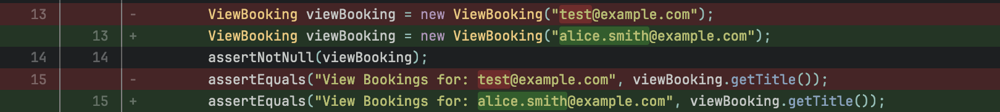 13 - ViewBooking viewBooking = new ViewBooking("test@example.com");
13 + ViewBooking viewBooking = new ViewBooking("alice.smith@example.com");
14 14 assertNotNull(viewBooking);
15 - assertEquals("View Bookings for: test@example.com", viewBooking.getTitle());
15 + assertEquals("View Bookings for: alice.smith@example.com", viewBooking.getTitle());